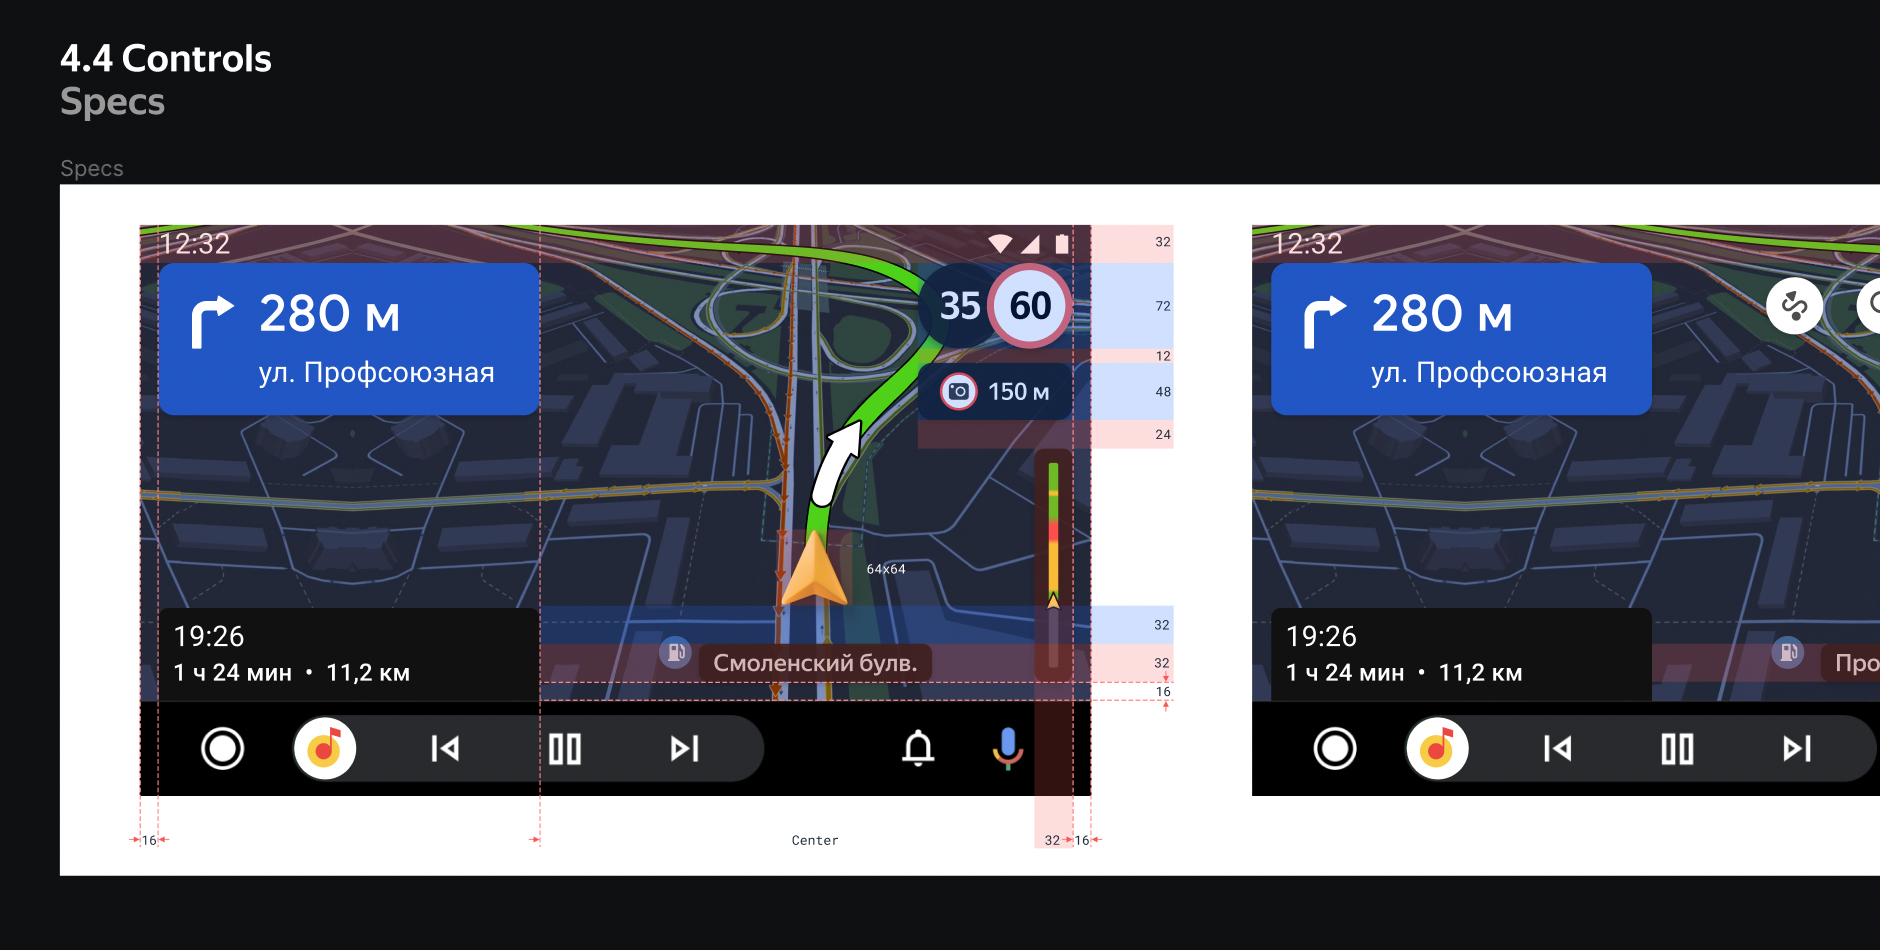 4.4 Controls
Specs
Specs
12:32
32
280 м
ул. Профсоюзная
35
60
72
12
150 м
48
24
64x64
19:26
1 ч 24 мин • 11,2 км
Смоленский булв.
32
32
16
16
Center
32
16
12:32
280 м
ул. Профсоюзная
19:26
1 ч 24 мин • 11,2 км